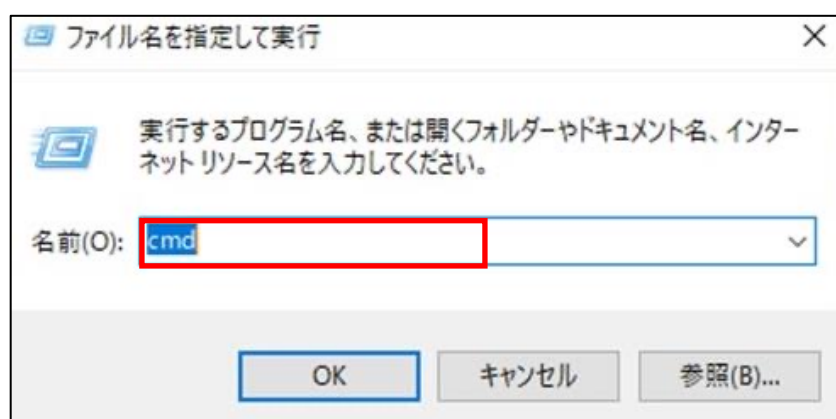 ファイル名を指定して実行
実行するプログラム名、または開くフォルダーやドキュメント名、インター
ネット リソース名を入力してください。
名前(O): cmd
OK キャンセル 参照(B)...